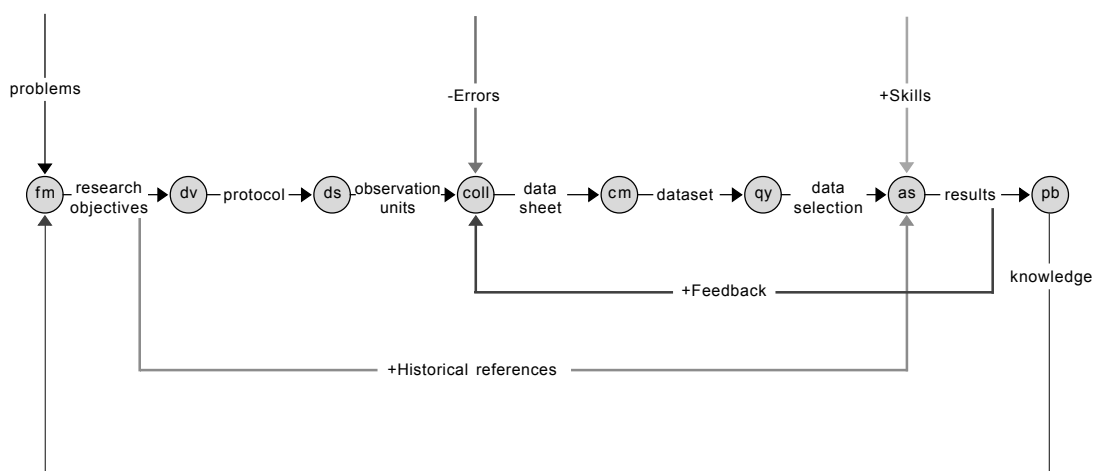 problems
-Errors
+Skills
fm
research
objectives
dv
protocol
ds
observation
units
coll
data
sheet
cm
dataset
qy
data
selection
as
results
pb
+Feedback
knowledge
+Historical references